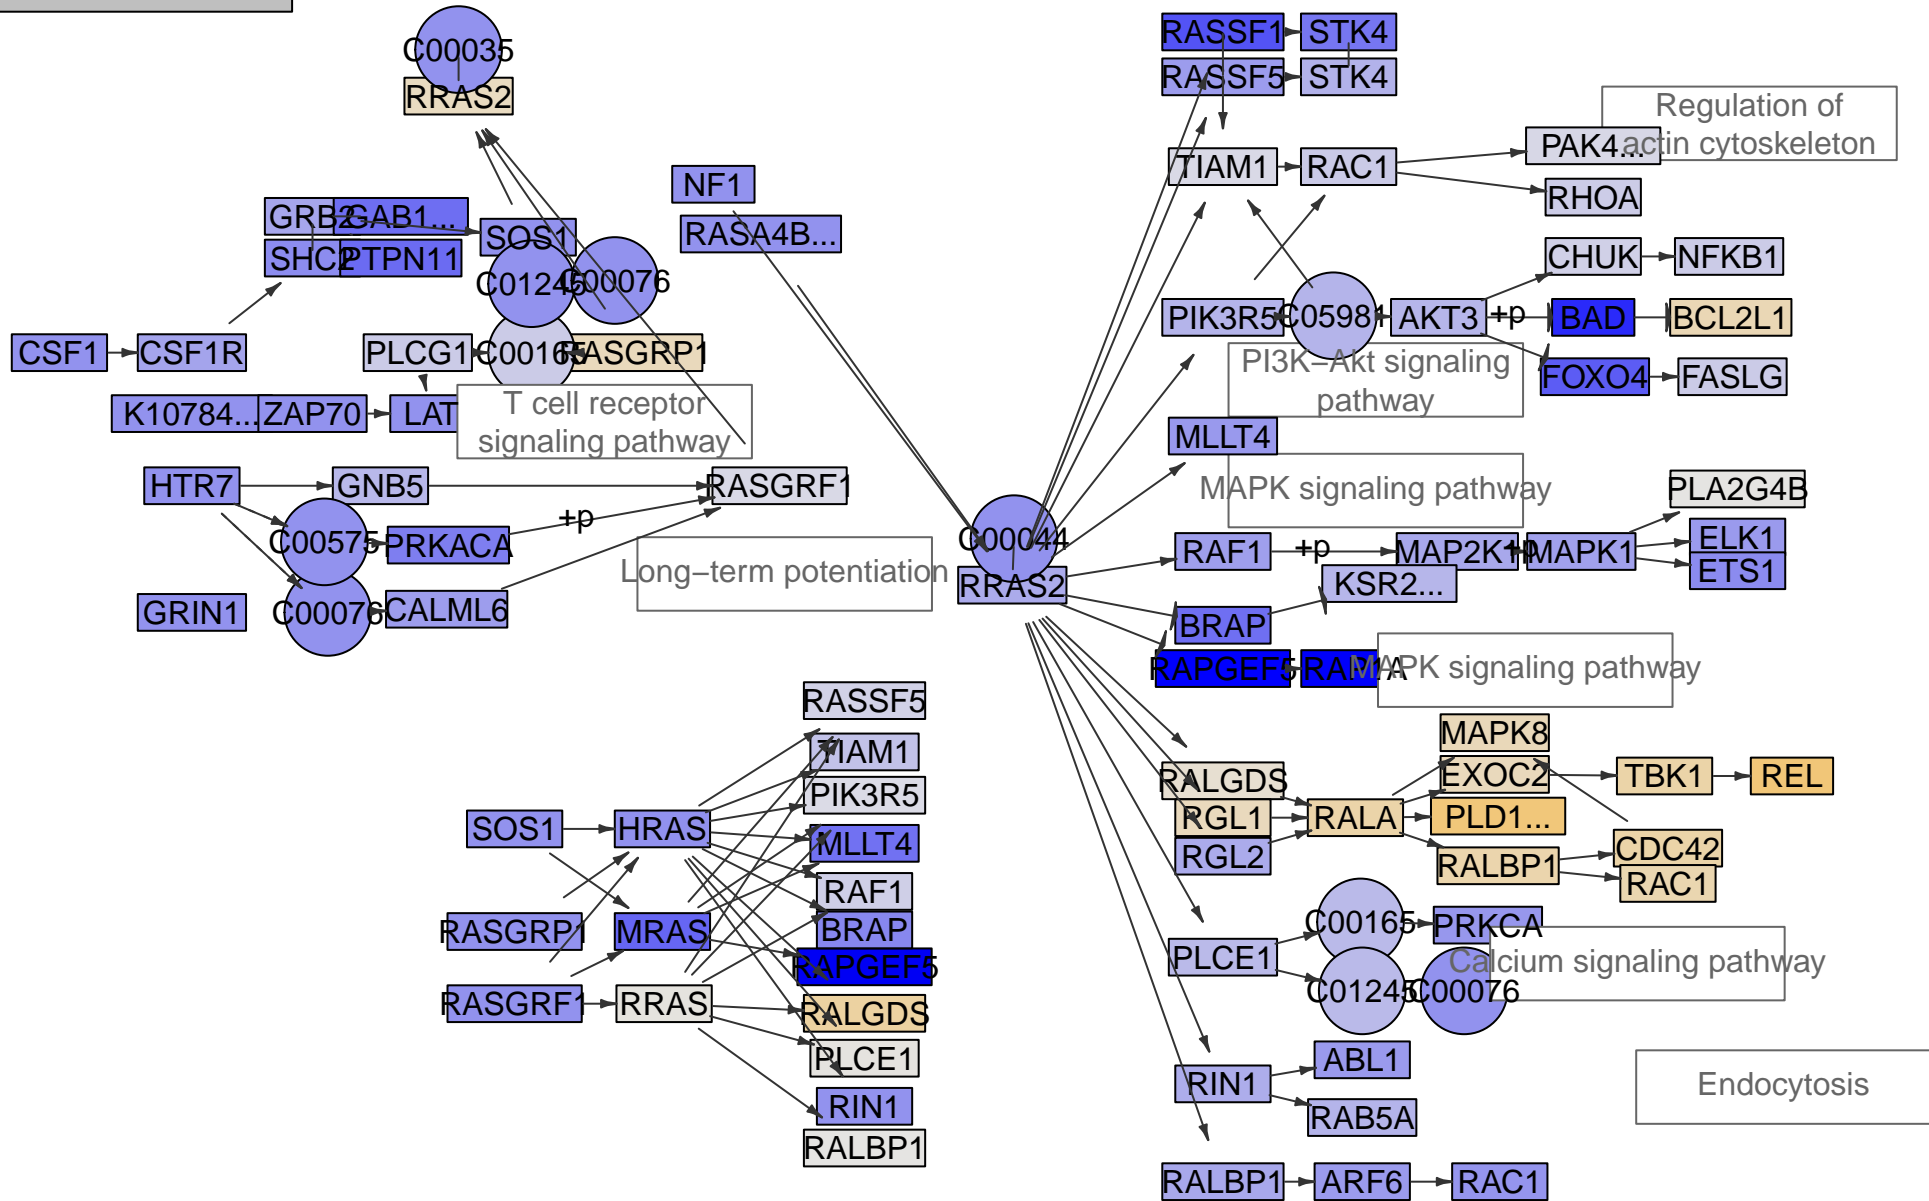 C00035
RRAS2
NF1
RASA4B...
GRB2
GAB1...
SOS1
SHC2
PTPN11
C01245
C00076
CSF1
CSF1R
PLCG1
C00165
RASGRP1
K10784...
ZAP70
LAT
T cell receptor
signaling pathway
HTR7
GNB5
RASGRF1
+p
C00575
PRKACA
Long−term potentiation
GRIN1
C00076
CALML6
C00044
RRAS2
RASSF1
STK4
RASSF5
STK4
Regulation of
actin cytoskeleton
PAK4...
TIAM1
RAC1
RHOA
CHUK
NFKB1
PIK3R5
C05981
AKT3
+p
BAD
BCL2L1
PI3K−Akt signaling
pathway
FOXO4
FASLG
MLLT4
MAPK signaling pathway
PLA2G4B
RAF1
+p
MAP2K1
+p
MAPK1
ELK1
ETS1
KSR2...
BRAP
RAPGEF5
RAP1A
MAPK signaling pathway
RASSF5
TIAM1
PIK3R5
SOS1
HRAS
MLLT4
RAF1
RASGRP1
MRAS
BRAP
RAPGEF5
RASGRF1
RRAS
RALGDS
PLCE1
RIN1
RALBP1
MAPK8
RALGDS
EXOC2
TBK1
REL
RGL1
RALA
PLD1...
RGL2
RALBP1
CDC42
RAC1
C00165
PRKCA
PLCE1
Calcium signaling pathway
C01245
C00076
ABL1
RIN1
Endocytosis
RAB5A
RALBP1
ARF6
RAC1